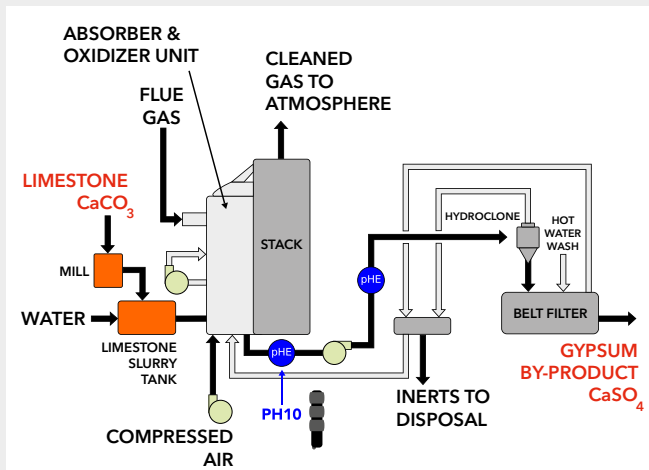 ABSORBER &
OXIDIZER UNIT
CLEANED
GAS TO
ATMOSPHERE
FLUE
GAS
LIMESTONE
CaCO3
MILL
WATER
LIMESTONE
SLURRY
TANK
STACK
pHE
HYDROCLONE
HOT
WATER
WASH
BELT FILTER
pHE
PH10
COMPRESSED
AIR
INERTS TO
DISPOSAL
GYPSUM
BY-PRODUCT
CaSO4